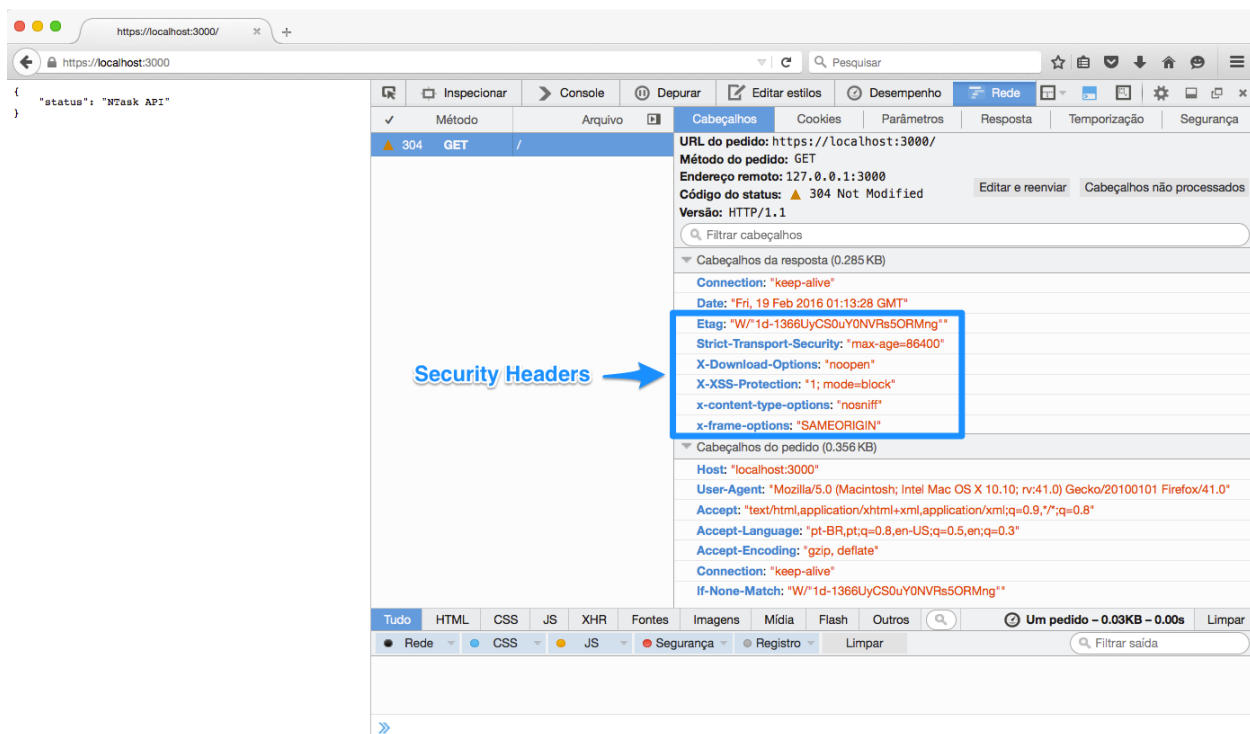 https://localhost:3000/
https://localhost:3000
Pesquisar
{
"status": "NTask API"
}
Inspecionar Console Depurar Editar estilos Desempenho Rede
✓ Método Arquivo
Cabeçalhos Cookies Parâmetros Resposta Temporização Segurança
304 GET /
URL do pedido: https://localhost:3000/
Método do pedido: GET
Endereço remoto: 127.0.0.1:3000
Código do status: 304 Not Modified
Versão: HTTP/1.1
Editar e reenviar Cabeçalhos não processados
Filtrar cabeçalhos
Cabeçalhos da resposta (0.285 KB)
Connection: "keep-alive"
Date: "Fri, 19 Feb 2016 01:13:28 GMT"
Etag: "W/"1d-1366UyCS0uY0NVRs5ORMng""
Strict-Transport-Security: "max-age=86400"
X-Download-Options: "noopen"
X-XSS-Protection: "1; mode=block"
x-content-type-options: "nosniff"
x-frame-options: "SAMEORIGIN"
Security Headers
Cabeçalhos do pedido (0.356 KB)
Host: "localhost:3000"
User-Agent: "Mozilla/5.0 (Macintosh; Intel Mac OS X 10.10; rv:41.0) Gecko/20100101 Firefox/41.0"
Accept: "text/html,application/xhtml+xml,application/xml;q=0.9,*/*;q=0.8"
Accept-Language: "pt-BR,pt;q=0.8,en-US;q=0.5,en;q=0.3"
Accept-Encoding: "gzip, deflate"
Connection: "keep-alive"
If-None-Match: "W/"1d-1366UyCS0uY0NVRs5ORMng""
Tudo HTML CSS JS XHR Fontes Imagens Mídia Flash Outros Um pedido – 0.03KB – 0.00s Limpar
Rede CSS JS Segurança Registro Limpar Filtrar saída